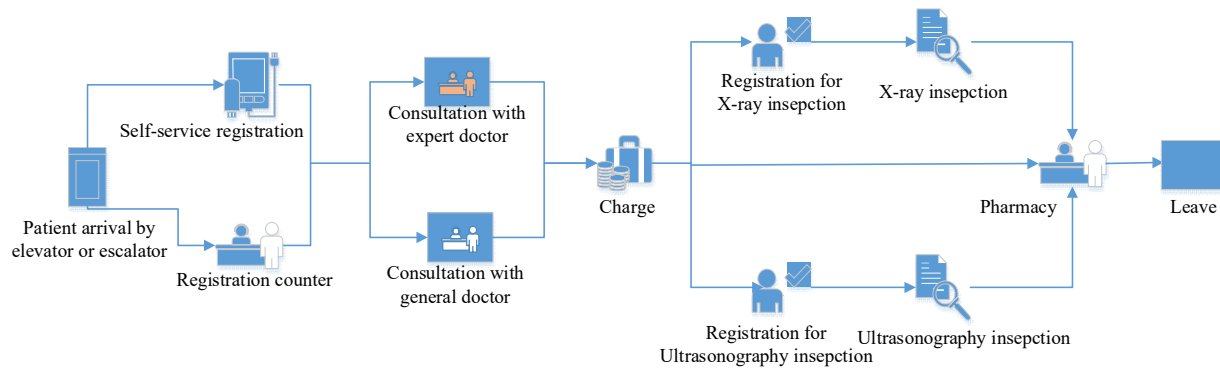 Self-service registration
Patient arrival by
elevator or escalator
Registration counter
Consultation with
expert doctor
Consultation with
general doctor
Charge
Registration for
X-ray insepction
X-ray insepction
Registration for
Ultrasonography insepction
Ultrasonography insepction
Pharmacy
Leave